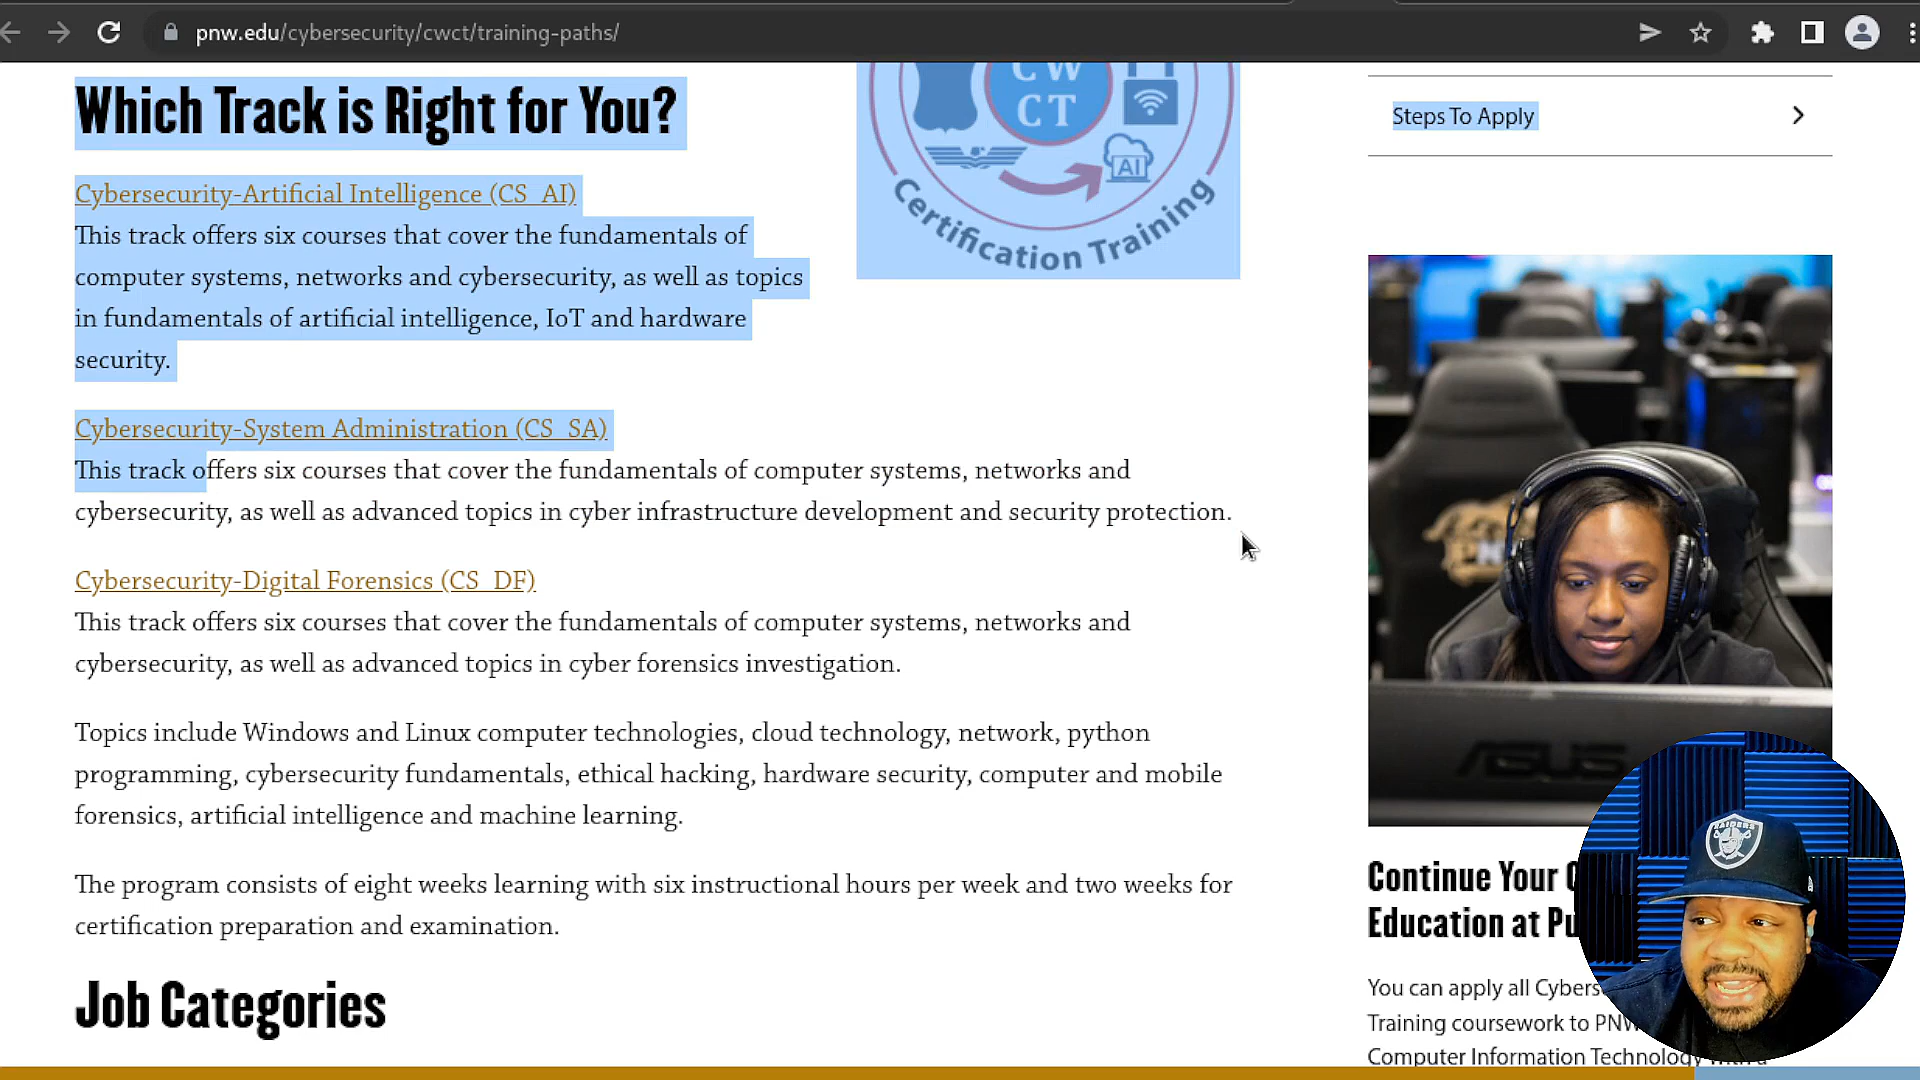 pnw.edu/cybersecurity/cwct/training-paths/
Which Track is Right for You?
Cybersecurity-Artificial Intelligence (CS_AI)
This track offers six courses that cover the fundamentals of
computer systems, networks and cybersecurity, as well as topics
in fundamentals of artificial intelligence, IoT and hardware
security.
Cybersecurity-System Administration (CS_SA)
This track offers six courses that cover the fundamentals of computer systems, networks and
cybersecurity, as well as advanced topics in cyber infrastructure development and security protection.
Cybersecurity-Digital Forensics (CS_DF)
This track offers six courses that cover the fundamentals of computer systems, networks and
cybersecurity, as well as advanced topics in cyber forensics investigation.
Topics include Windows and Linux computer technologies, cloud technology, network, python
programming, cybersecurity fundamentals, ethical hacking, hardware security, computer and mobile
forensics, artificial intelligence and machine learning.
The program consists of eight weeks learning with six instructional hours per week and two weeks for
certification preparation and examination.
Job Categories
CW
CT
AI
Certification Training
Steps To Apply
ASUS
Continue Your
Education at
You can apply all
Training coursework to PNW
Computer Information Technology
RAIDERS